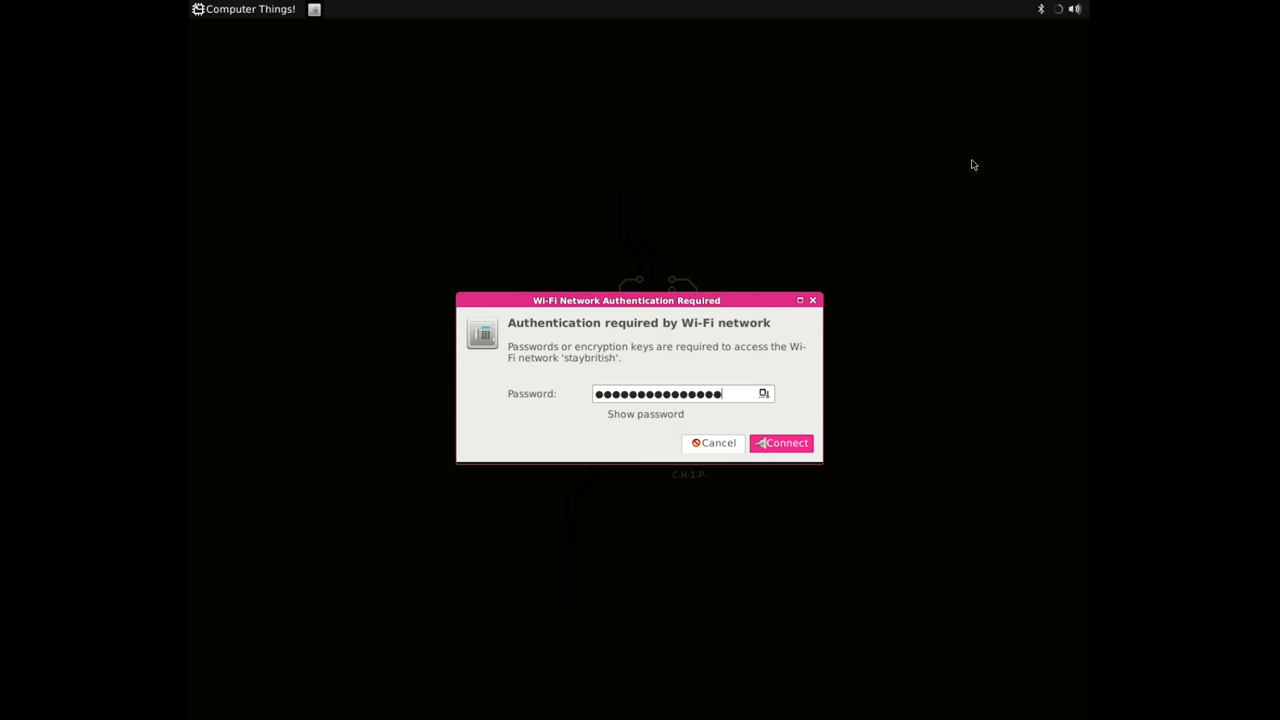 Computer Things!
Wi-Fi Network Authentication Required
Authentication required by Wi-Fi network
Passwords or encryption keys are required to access the Wi-
Fi network 'staybritish'.
Password: ●●●●●●●●●●●●●●●
Show password
Cancel Connect
C·H·I·P·